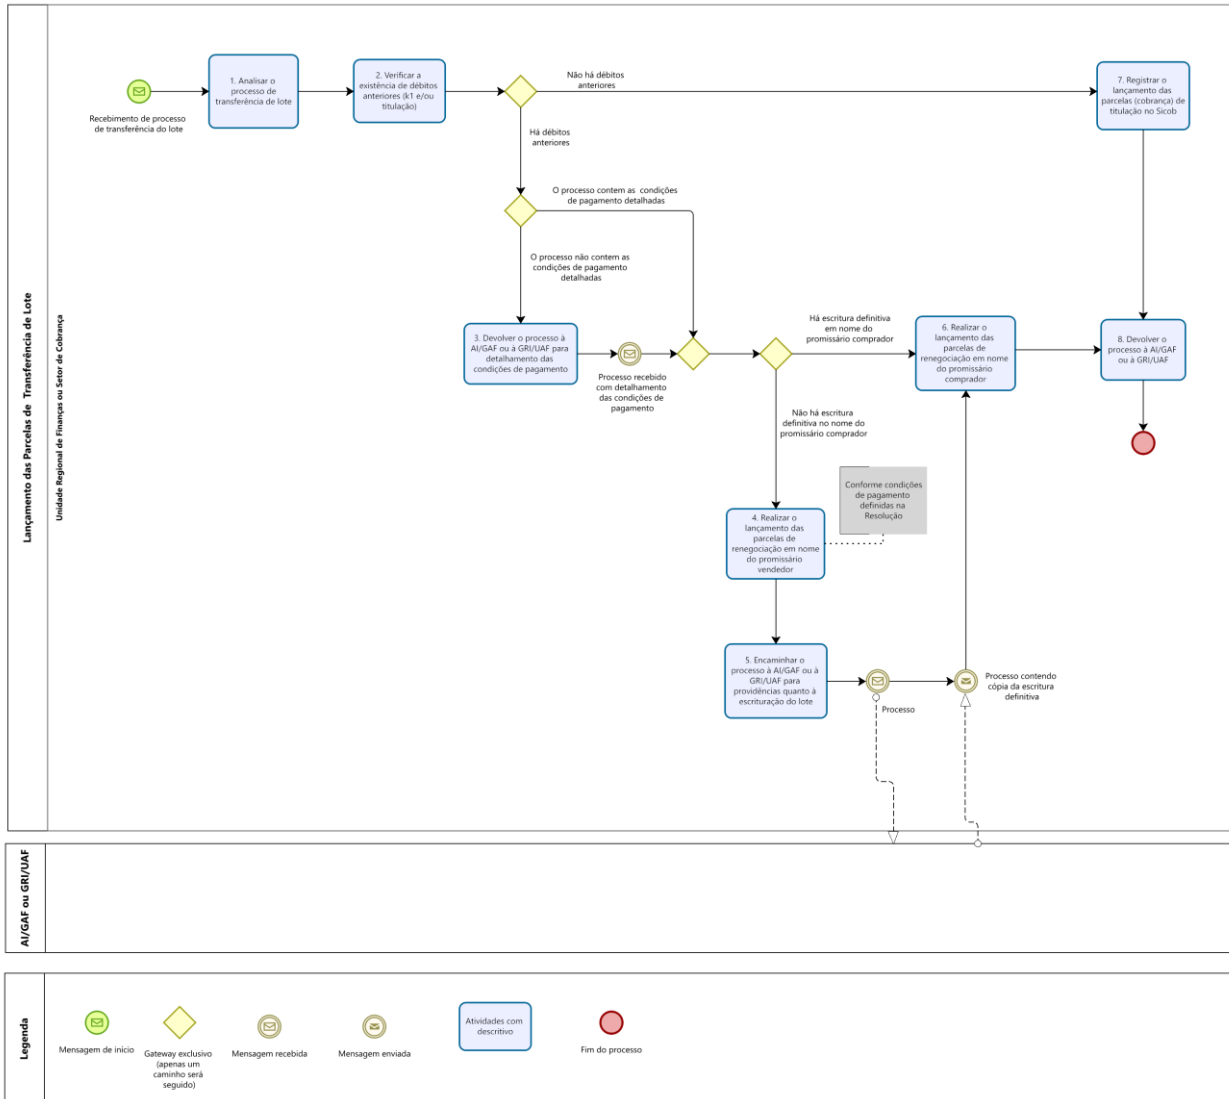 Lançamento das Parcelas de  Transferência de Lote
Unidade Regional de Finanças ou Setor de Cobrança
Recebimento de processo
de transferência do lote
1. Analisar o
processo de
transferência de lote
2. Verificar a
existência de débitos
anteriores (k1 e/ou
titulação)
Não há débitos
anteriores
Há débitos
anteriores
7. Registrar o
lançamento das
parcelas (cobrança) de
titulação no Sicob
O processo contem as  condições
de pagamento detalhadas
O processo não contem as
condições de pagamento
detalhadas
3. Devolver o processo à
AI/GAF ou à GRI/UAF para
detalhamento das
condições de pagamento
Processo recebido
com detalhamento
das condições de
pagamento
Há escritura definitiva
em nome do
promissário comprador
6. Realizar o
lançamento das
parcelas de
renegociação em nome
do promissário
comprador
8. Devolver o
processo à AI/GAF
ou à GRI/UAF
Não há escritura
definitiva no nome do
promissário comprador
Conforme condições
de pagamento
definidas na
Resolução
4. Realizar o
lançamento das
parcelas de
renegociação em nome
do promissário
vendedor
5. Encaminhar o
processo à AI/GAF ou à
GRI/UAF para
providências quanto à
escrituração do lote
Processo
Processo contendo
cópia da escritura
definitiva
AI/GAF ou GRI/UAF
Legenda
Mensagem de início
Gateway exclusivo
(apenas um
caminho será
seguido)
Mensagem recebida
Mensagem enviada
Atividades com
descritivo
Fim do processo